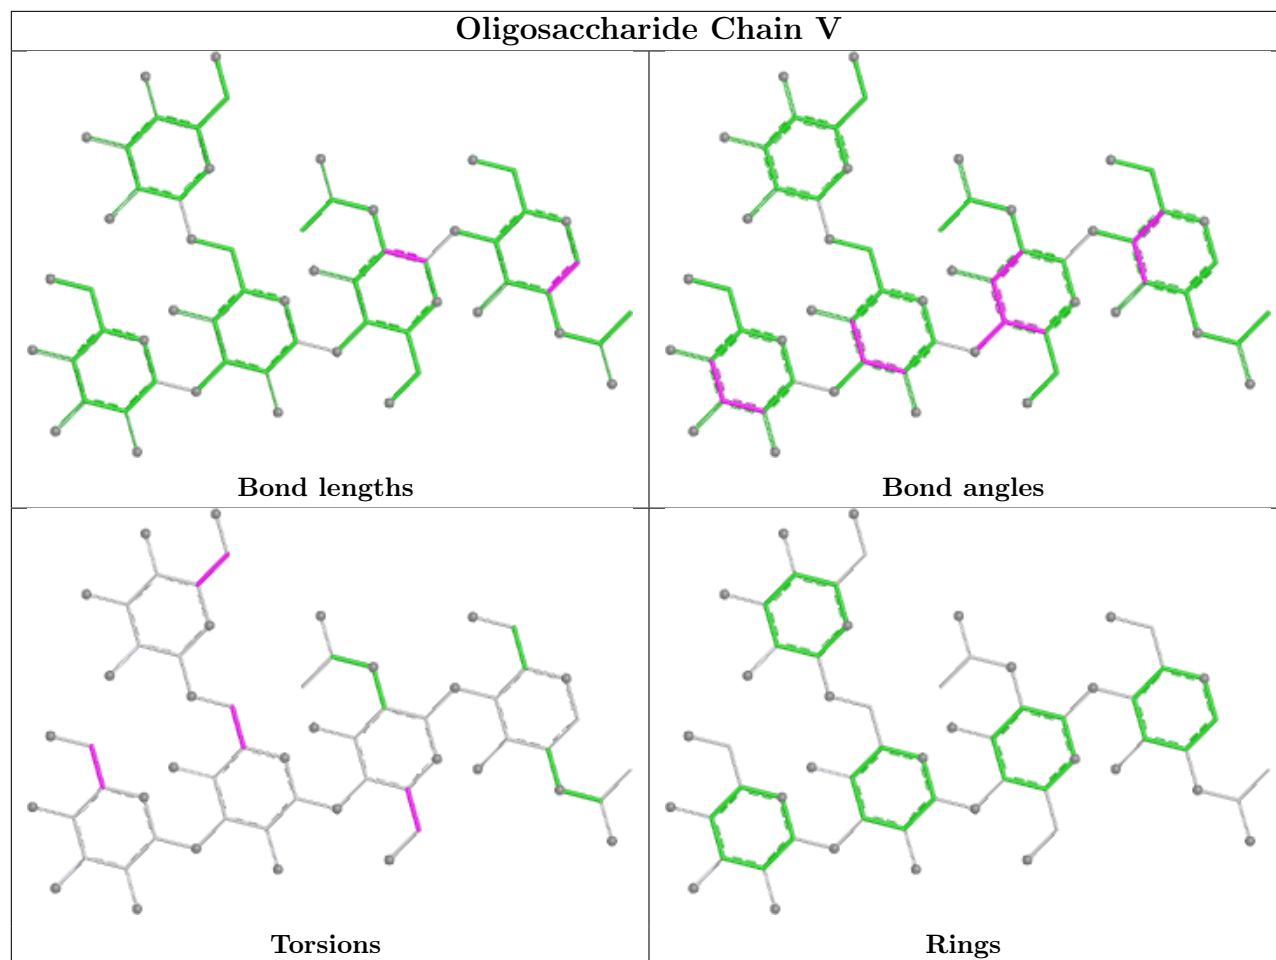 Oligosaccharide Chain V
Bond lengths
Bond angles
Torsions
Rings